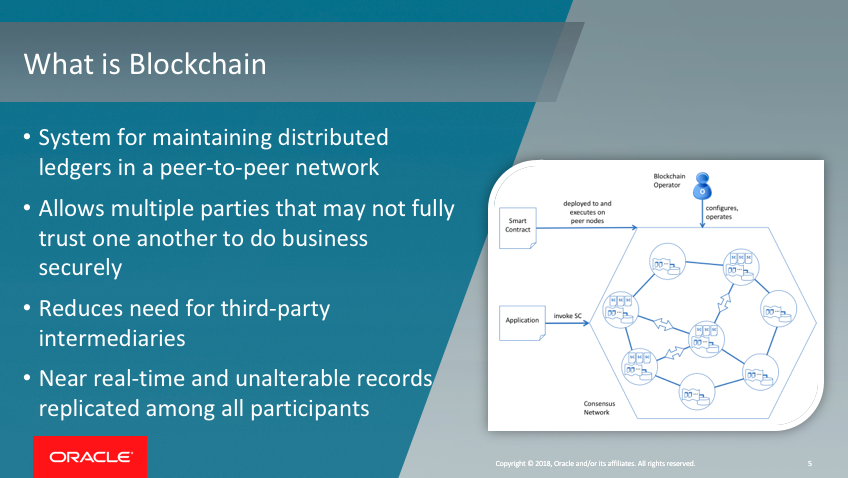 What is Blockchain
• System for maintaining distributed
ledgers in a peer-to-peer network
• Allows multiple parties that may not fully
trust one another to do business
securely
• Reduces need for third-party
intermediaries
• Near real-time and unalterable records
replicated among all participants
Blockchain
Operator
configures,
operates
deployed to and
executes on
peer nodes
Smart
Contract
Application
invoke SC
Consensus
Network
ORACLE®
Copyright © 2018, Oracle and/or its affiliates. All rights reserved.
5